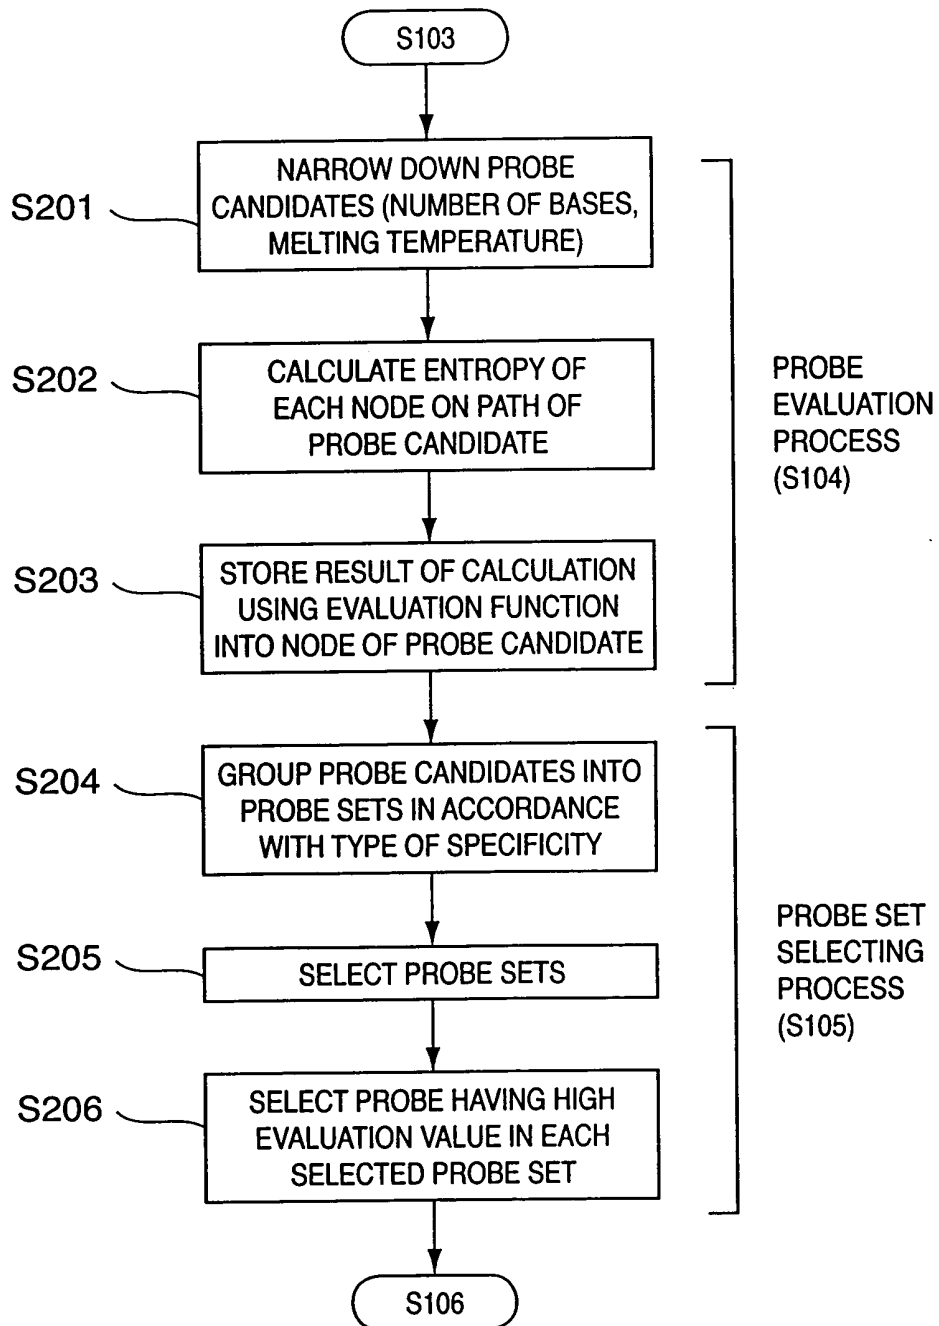 S103
S201
NARROW DOWN PROBE
CANDIDATES (NUMBER OF BASES,
MELTING TEMPERATURE)
S202
CALCULATE ENTROPY OF
EACH NODE ON PATH OF
PROBE CANDIDATE
PROBE
EVALUATION
PROCESS
(S104)
S203
STORE RESULT OF CALCULATION
USING EVALUATION FUNCTION
INTO NODE OF PROBE CANDIDATE
S204
GROUP PROBE CANDIDATES INTO
PROBE SETS IN ACCORDANCE
WITH TYPE OF SPECIFICITY
S205
SELECT PROBE SETS
PROBE SET
SELECTING
PROCESS
(S105)
S206
SELECT PROBE HAVING HIGH
EVALUATION VALUE IN EACH
SELECTED PROBE SET
S106